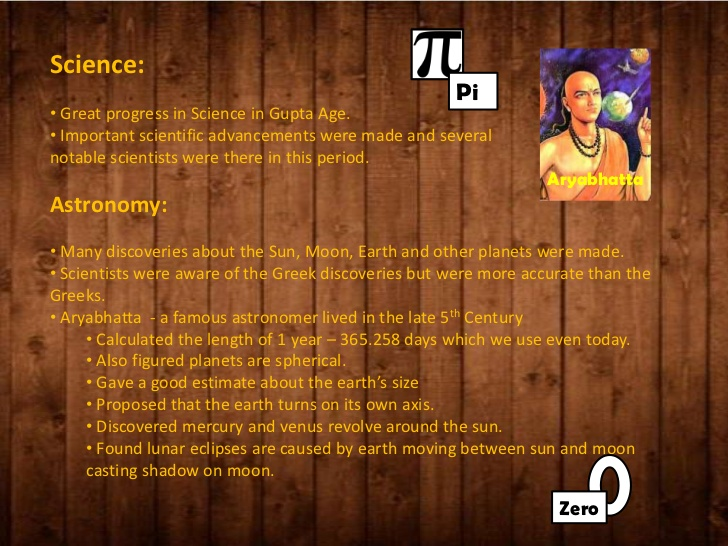 π
Pi
Science:
• Great progress in Science in Gupta Age.
• Important scientific advancements were made and several
notable scientists were there in this period.
Aryabhatta
Astronomy:
• Many discoveries about the Sun, Moon, Earth and other planets were made.
• Scientists were aware of the Greek discoveries but were more accurate than the
Greeks.
• Aryabhatta - a famous astronomer lived in the late 5th Century
• Calculated the length of 1 year – 365.258 days which we use even today.
• Also figured planets are spherical.
• Gave a good estimate about the earth's size
• Proposed that the earth turns on its own axis.
• Discovered mercury and venus revolve around the sun.
• Found lunar eclipses are caused by earth moving between sun and moon
casting shadow on moon.
0
Zero